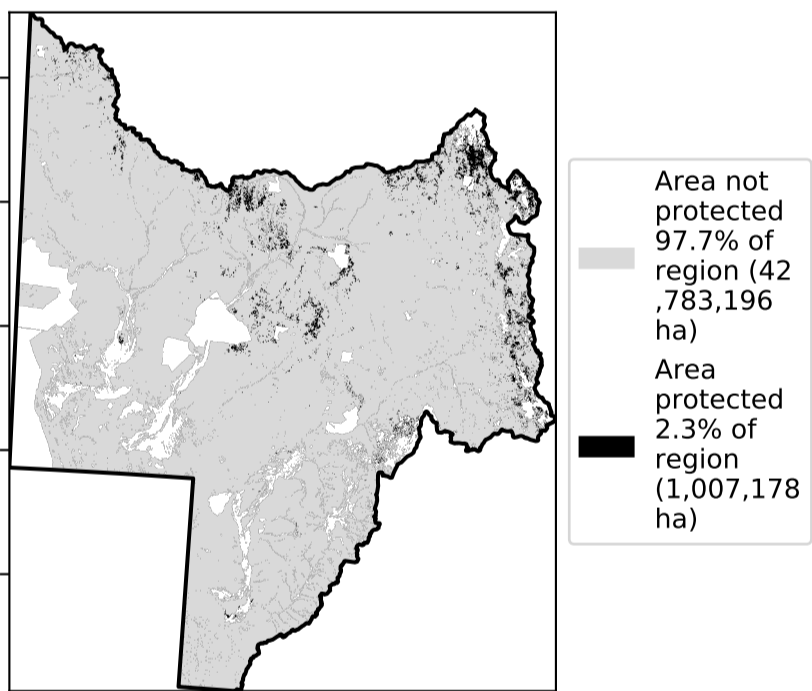 Area not
protected
97.7% of
region (42
,783,196
ha)
Area
protected
2.3% of
region
(1,007,178
ha)